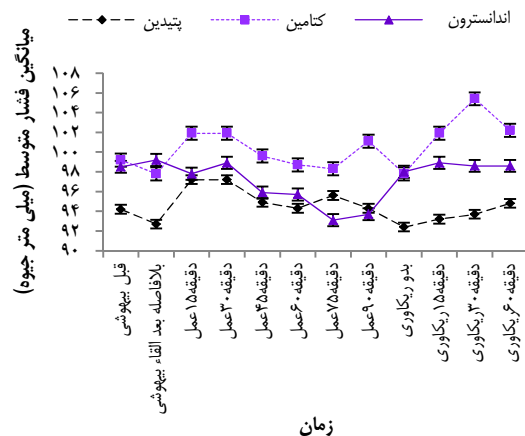 پتیدین
کتامین
اندانسترون
میانگین فشار متوسط (میلی متر جیوه)
۱۰۸
۱۰۶
۱۰۴
۱۰۲
۱۰۰
۹۸
۹۶
۹۴
۹۲
۹۰
قبل بیهوشی
بلافاصله بعد القاء بیهوشی
دقیقه۱۵عمل
دقیقه۳۰عمل
دقیقه۴۵عمل
دقیقه۶۰عمل
دقیقه۷۵عمل
دقیقه۹۰عمل
بدو ریکاوری
دقیقه۱۵ریکاوری
دقیقه۳۰ریکاوری
دقیقه۶۰ریکاوری
زمان